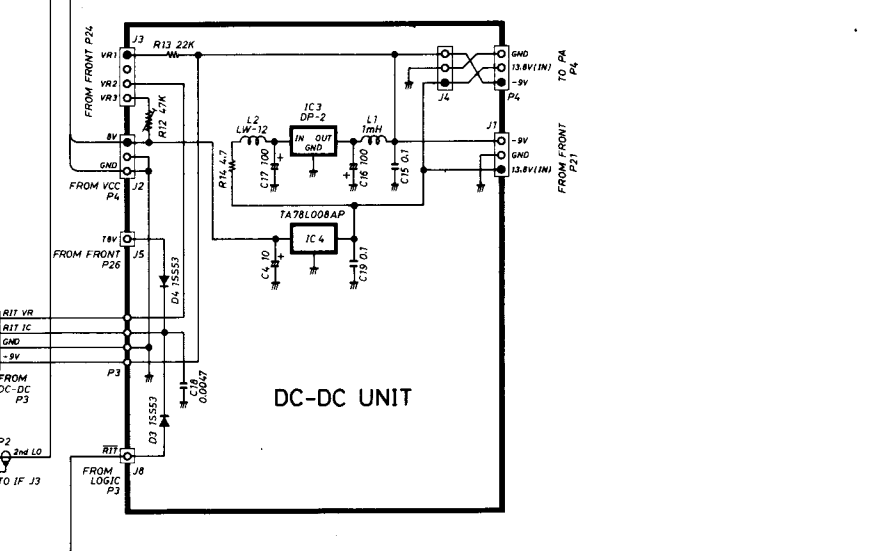 J3
R13 22K
FROM FRONT P24
VR1
VR2
VR3
R12 47K
8V
GND
FROM VCC
P4
J2
T8V
FROM FRONT
P26
J5
D4 1SS53
RIT VR
RIT IC
GND
-9V
FROM
DC-DC
P3
P3
C18
0.0047
D3 1SS53
P2
2nd LO
TO IF J3
RIT
FROM
LOGIC
P3
J8
L2
LW-12
IC3
DP-2
IN OUT
GND
L1
1mH
R14 4.7
C17 100
+
C16 100
+
C15 0.1
TA78L008AP
IC4
C4 10
+
C19 0.1
J4
GND
13.8V(IN)
-9V
P4
TO PA
P4
J1
-9V
GND
13.8V(IN)
FROM FRONT
P21
DC-DC UNIT